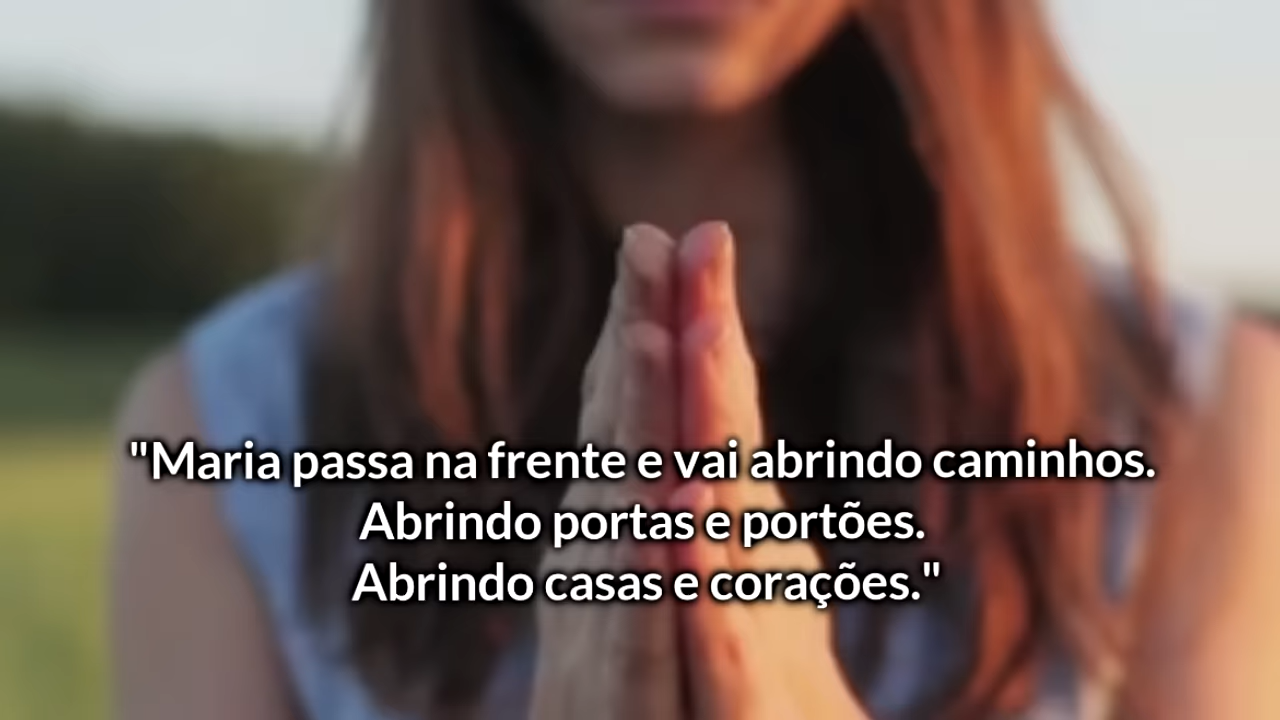 "Maria passa na frente e vai abrindo caminhos.
Abrindo portas e portões.
Abrindo casas e corações."